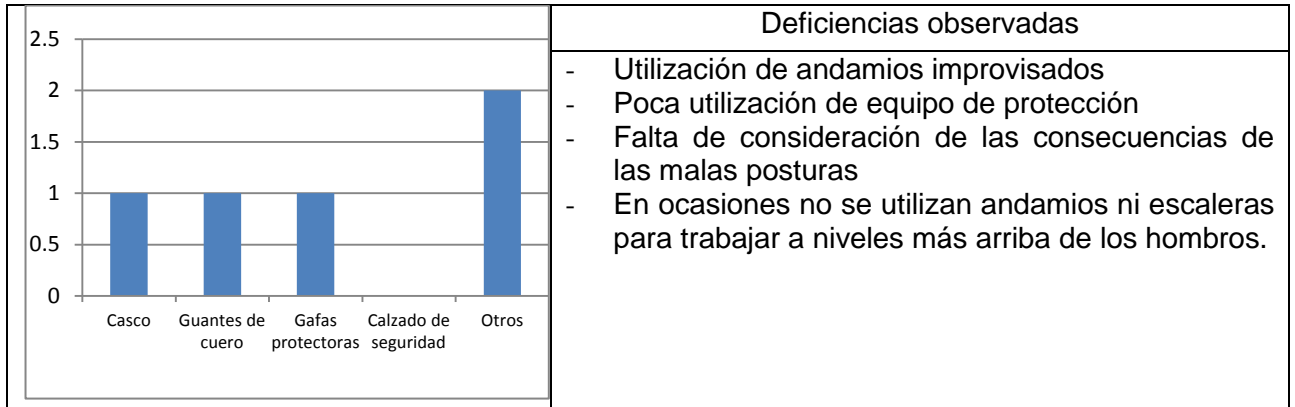 2.5
2
1.5
1
0.5
0
Casco
Guantes de
cuero
Gafas
protectoras
Calzado de
seguridad
Otros
Deficiencias observadas
- Utilización de andamios improvisados
- Poca utilización de equipo de protección
- Falta de consideración de las consecuencias de
las malas posturas
- En ocasiones no se utilizan andamios ni escaleras
para trabajar a niveles más arriba de los hombros.